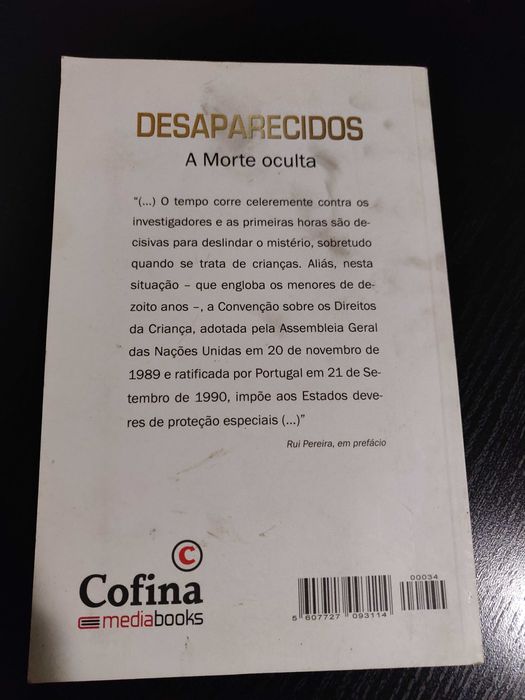 DESAPARECIDOS
A Morte oculta
"(...) O tempo corre celeremente contra os
investigadores e as primeiras horas são de-
cisivas para deslindar o mistério, sobretudo
quando se trata de crianças. Aliás, nesta
situação – que engloba os menores de de-
zoito anos –, a Convenção sobre os Direitos
da Criança, adotada pela Assembleia Geral
das Nações Unidas em 20 de novembro de
1989 e ratificada por Portugal em 21 de Se-
tembro de 1990, impõe aos Estados deve-
res de proteção especiais (...)"
Rui Pereira, em prefácio
C
Cofina
mediabooks
00034
5 607727 093114